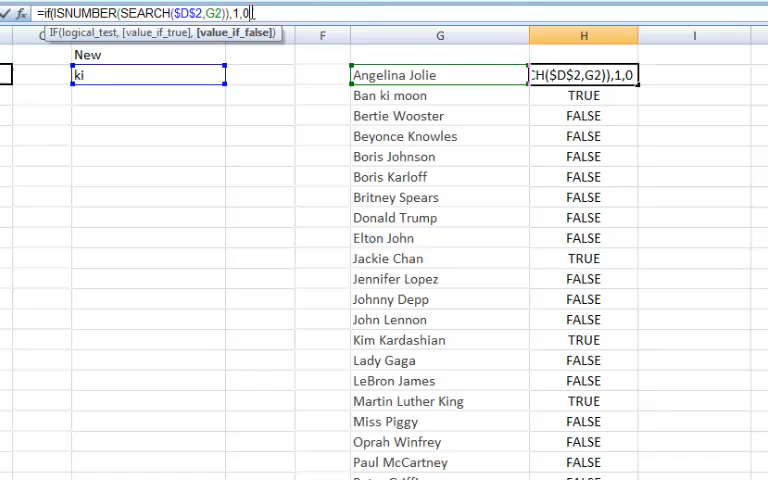 =if(ISNUMBER(SEARCH($D$2,G2)),1,0
IF(logical_test, [value_if_true], [value_if_false])
F G H I
New
ki Angelina Jolie CH($D$2,G2)),1,0
Ban ki moon TRUE
Bertie Wooster FALSE
Beyonce Knowles FALSE
Boris Johnson FALSE
Boris Karloff FALSE
Britney Spears FALSE
Donald Trump FALSE
Elton John FALSE
Jackie Chan TRUE
Jennifer Lopez FALSE
Johnny Depp FALSE
John Lennon FALSE
Kim Kardashian TRUE
Lady Gaga FALSE
LeBron James FALSE
Martin Luther King TRUE
Miss Piggy FALSE
Oprah Winfrey FALSE
Paul McCartney FALSE